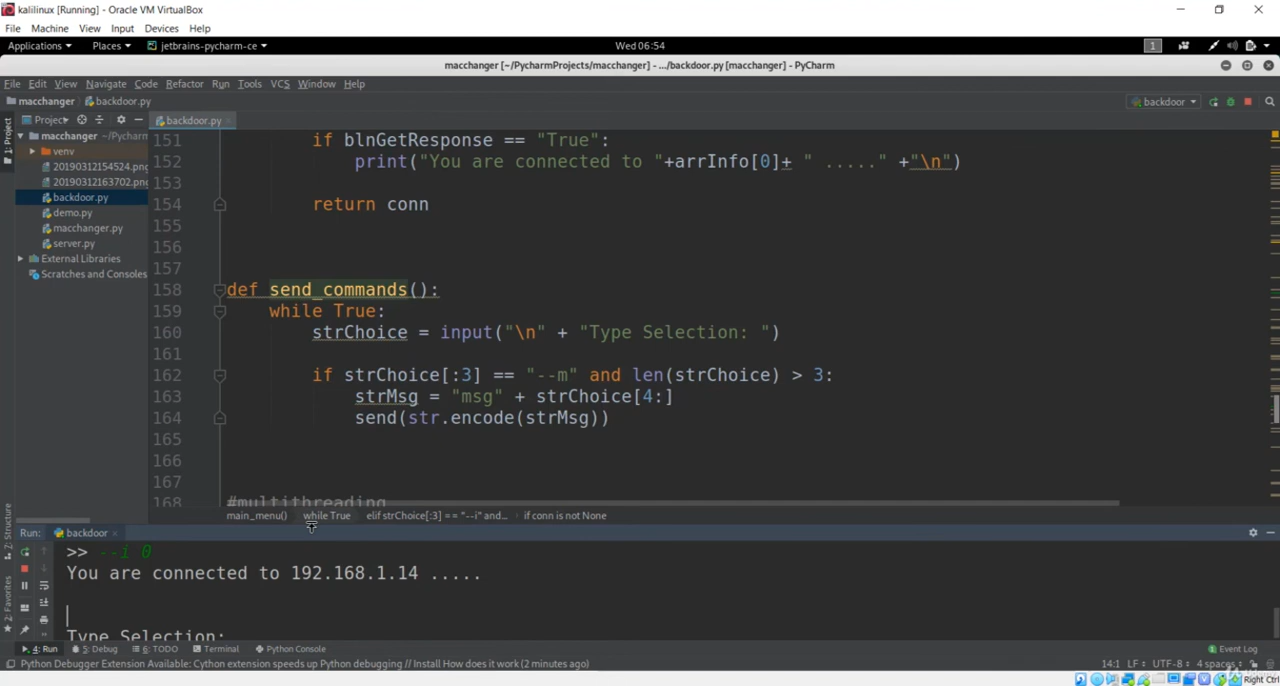 kalilinux [Running] - Oracle VM VirtualBox
File Machine View Input Devices Help
Applications Places jetbrains-pycharm-ce Wed 06:54 1
macchanger [~/PycharmProjects/macchanger] - .../backdoor.py [macchanger] - PyCharm
File Edit View Navigate Code Refactor Run Tools VCS Window Help
macchanger backdoor.py backdoor
1: Project
Project
backdoor.py
macchanger ~/Pycharm
venv
20190312154524.png
20190312163702.png
backdoor.py
demo.py
macchanger.py
server.py
External Libraries
Scratches and Consoles
151 if blnGetResponse == "True":
152 print("You are connected to "+arrInfo[0]+ " ....." +"\n")
153
154 return conn
155
156
157
158 def send_commands():
159 while True:
160 strChoice = input("\n" + "Type Selection: ")
161
162 if strChoice[:3] == "--m" and len(strChoice) > 3:
163 strMsg = "msg" + strChoice[4:]
164 send(str.encode(strMsg))
165
166
167
168 #multithreading
main_menu() while True elif strChoice[:3] == "--i" and... if conn is not None
7: Structure
2: Favorites
Run: backdoor
>> --i 0
You are connected to 192.168.1.14 .....
Type Selection:
4: Run 5: Debug 6: TODO Terminal Python Console Event Log
Python Debugger Extension Available: Cython extension speeds up Python debugging // Install How does it work (2 minutes ago) 14:1 LF UTF-8 4 spaces
Right Ctrl